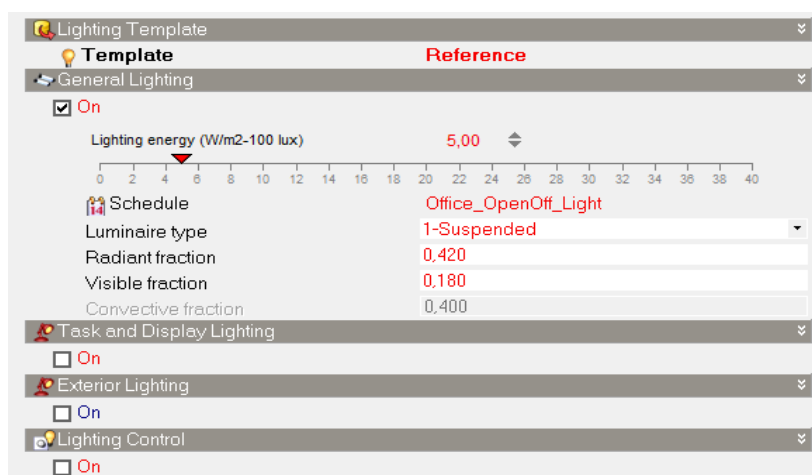 Lighting Template
Template Reference
General Lighting
On
Lighting energy (W/m2-100 lux) 5,00
0 2 4 6 8 10 12 14 16 18 20 22 24 26 28 30 32 34 36 38 40
14 Schedule Office_OpenOff_Light
Luminaire type 1-Suspended
Radiant fraction 0,420
Visible fraction 0,180
Convective fraction 0,400
Task and Display Lighting
On
Exterior Lighting
On
Lighting Control
On